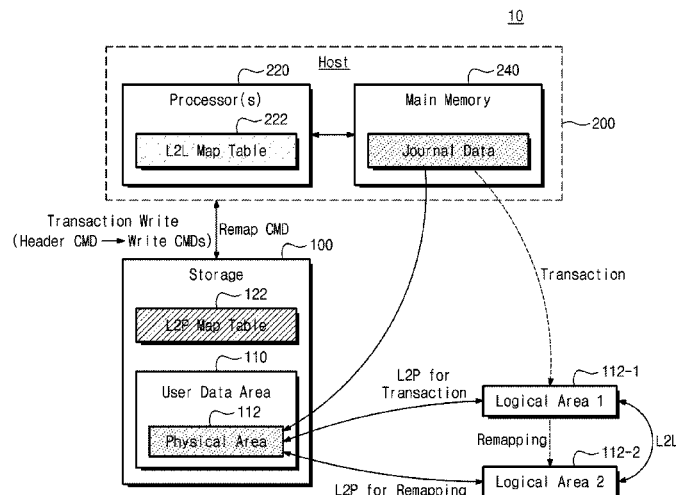 10
Host
220
240
Processor(s)
Main Memory
222
200
L2L Map Table
Journal Data
Transaction Write
(Header CMD → Write CMDs)
Remap CMD
100
Storage
Transaction
122
L2P Map Table
110
User Data Area
112
L2P for
Transaction
112-1
Physical Area
Logical Area 1
Remapping
112-2
L2L
Logical Area 2
L2P for Remapping